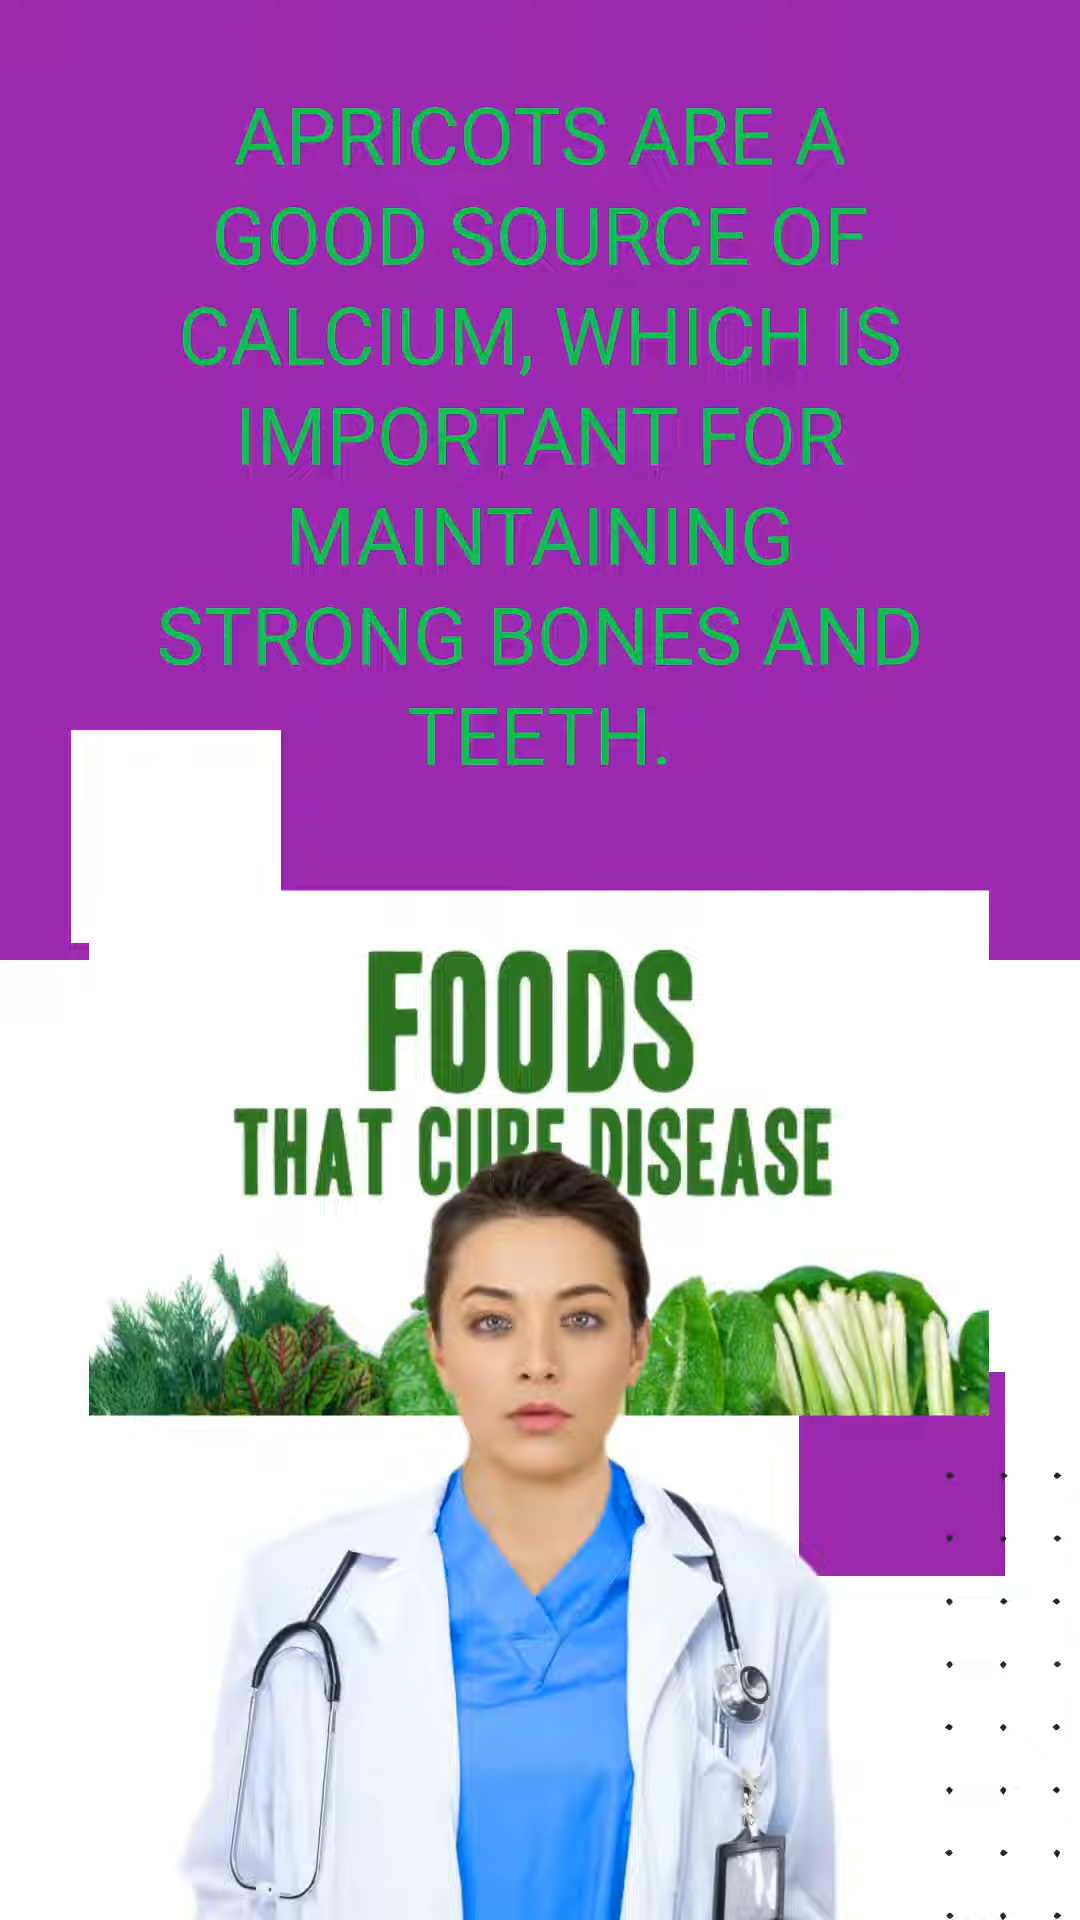 APRICOTS ARE A
GOOD SOURCE OF
CALCIUM, WHICH IS
IMPORTANT FOR
MAINTAINING
STRONG BONES AND
TEETH.
FOODS
THAT CURE DISEASE